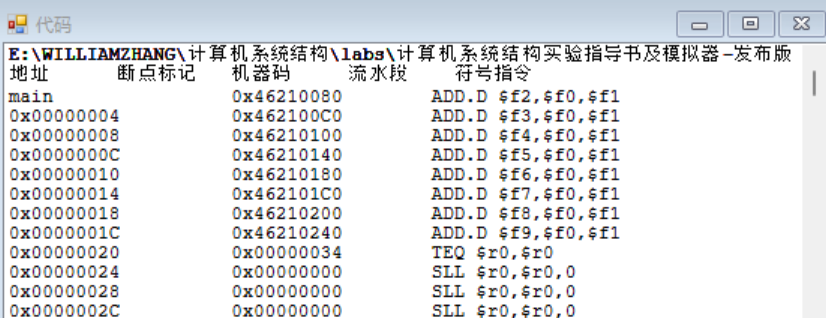 代码
E:\WILLIAMZHANG\计算机系统结构\labs\计算机系统结构实验指导书及模拟器-发布版
地址 断点标记 机器码 流水段 符号指令
main 0x46210080 ADD.D $f2,$f0,$f1
0x00000004 0x462100C0 ADD.D $f3,$f0,$f1
0x00000008 0x46210100 ADD.D $f4,$f0,$f1
0x0000000C 0x46210140 ADD.D $f5,$f0,$f1
0x00000010 0x46210180 ADD.D $f6,$f0,$f1
0x00000014 0x462101C0 ADD.D $f7,$f0,$f1
0x00000018 0x46210200 ADD.D $f8,$f0,$f1
0x0000001C 0x46210240 ADD.D $f9,$f0,$f1
0x00000020 0x00000034 TEQ $r0,$r0
0x00000024 0x00000000 SLL $r0,$r0,0
0x00000028 0x00000000 SLL $r0,$r0,0
0x0000002C 0x00000000 SLL $r0,$r0,0